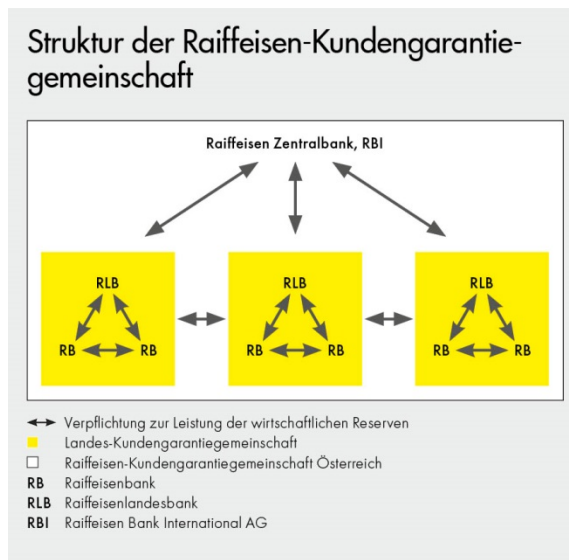 Struktur der Raiffeisen-Kundengarantie-
gemeinschaft
Raiffeisen Zentralbank, RBI
RLB RLB RLB
RB RB RB RB RB RB
Verpflichtung zur Leistung der wirtschaftlichen Reserven
Landes-Kundengarantiegemeinschaft
Raiffeisen-Kundengarantiegemeinschaft Österreich
RB Raiffeisenbank
RLB Raiffeisenlandesbank
RBI Raiffeisen Bank International AG